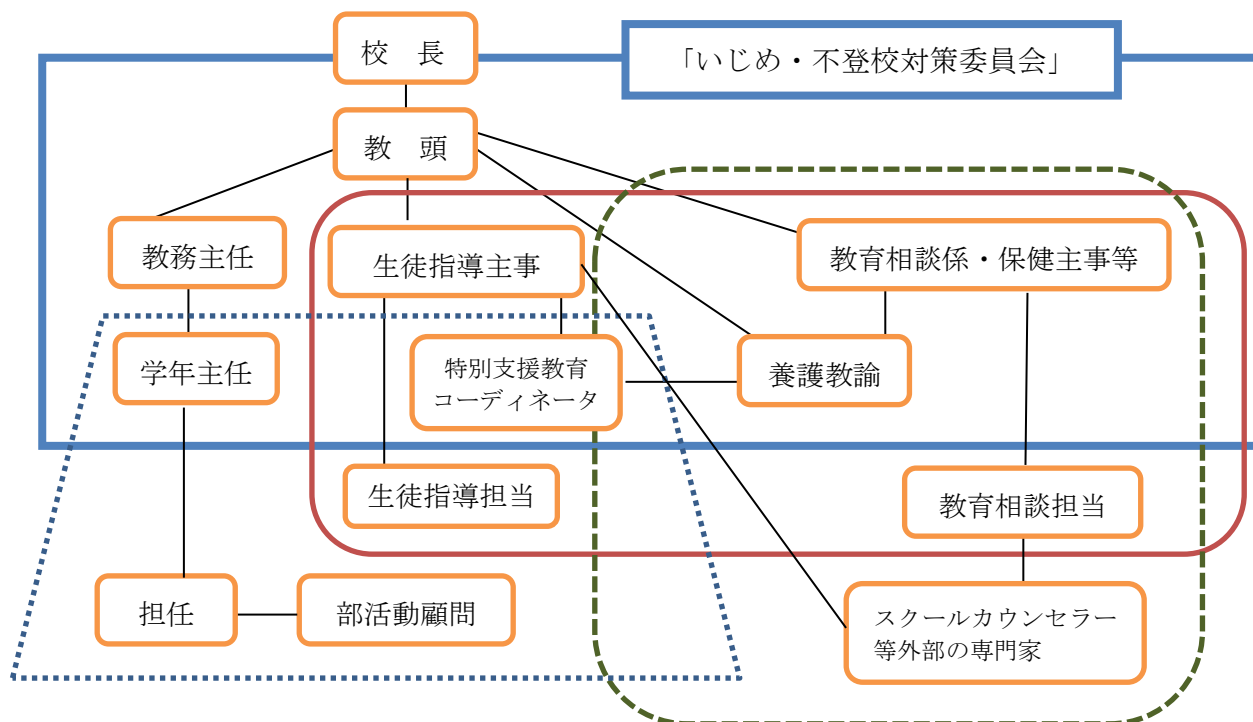 校　長
「いじめ・不登校対策委員会」
教　頭
教務主任
生徒指導主事
教育相談係・保健主事等
学年主任
特別支援教育
コーディネータ
養護教諭
生徒指導担当
教育相談担当
担任
部活動顧問
スクールカウンセラー
等外部の専門家